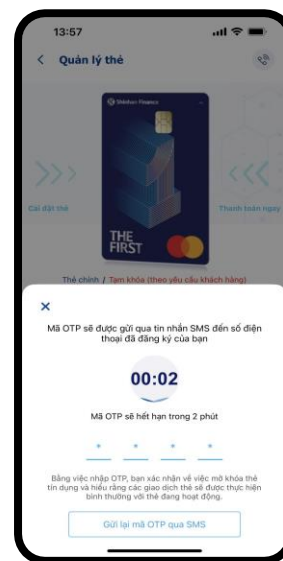 13:57
Quản lý thẻ
Shinhan Finance
Cài đặt thẻ
Thanh toán ngay
THE
FIRST
Thẻ chính / Tạm khóa (theo yêu cầu khách hàng)
Mã OTP sẽ được gửi qua tin nhắn SMS đến số điện
thoại đã đăng ký của bạn
00:02
Mã OTP sẽ hết hạn trong 2 phút
* * * *
Bằng việc nhập OTP, bạn xác nhận về việc mở khóa thẻ
tín dụng và hiểu rằng các giao dịch thẻ sẽ được thực hiện
bình thường với thẻ đang hoạt động.
Gửi lại mã OTP qua SMS